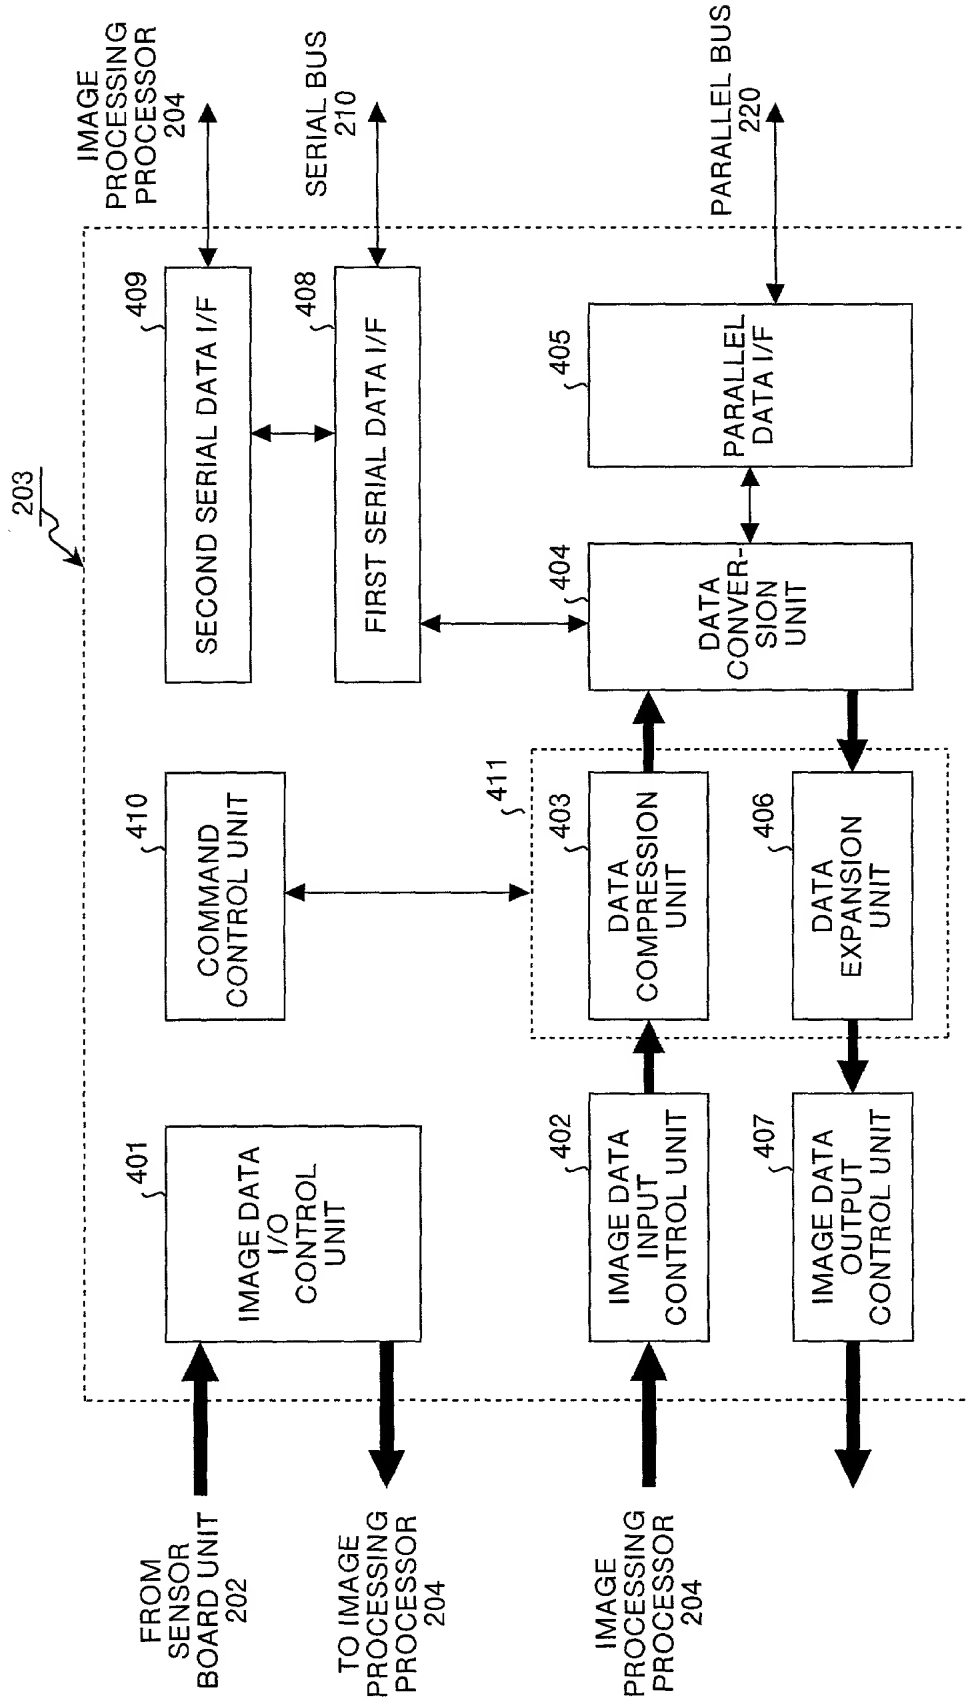 203
FROM
SENSOR
BOARD UNIT
202
TO IMAGE
PROCESSING
PROCESSOR
204
401
IMAGE DATA
I/O
CONTROL
UNIT
410
COMMAND
CONTROL UNIT
409
SECOND SERIAL DATA I/F
408
FIRST SERIAL DATA I/F
IMAGE
PROCESSING
PROCESSOR
204
SERIAL BUS
210
IMAGE
PROCESSING
PROCESSOR
204
402
IMAGE DATA
INPUT
CONTROL UNIT
407
IMAGE DATA
OUTPUT
CONTROL UNIT
411
403
DATA
COMPRESSION
UNIT
406
DATA
EXPANSION
UNIT
404
DATA
CONVER-
SION
UNIT
405
PARALLEL
DATA I/F
PARALLEL BUS
220